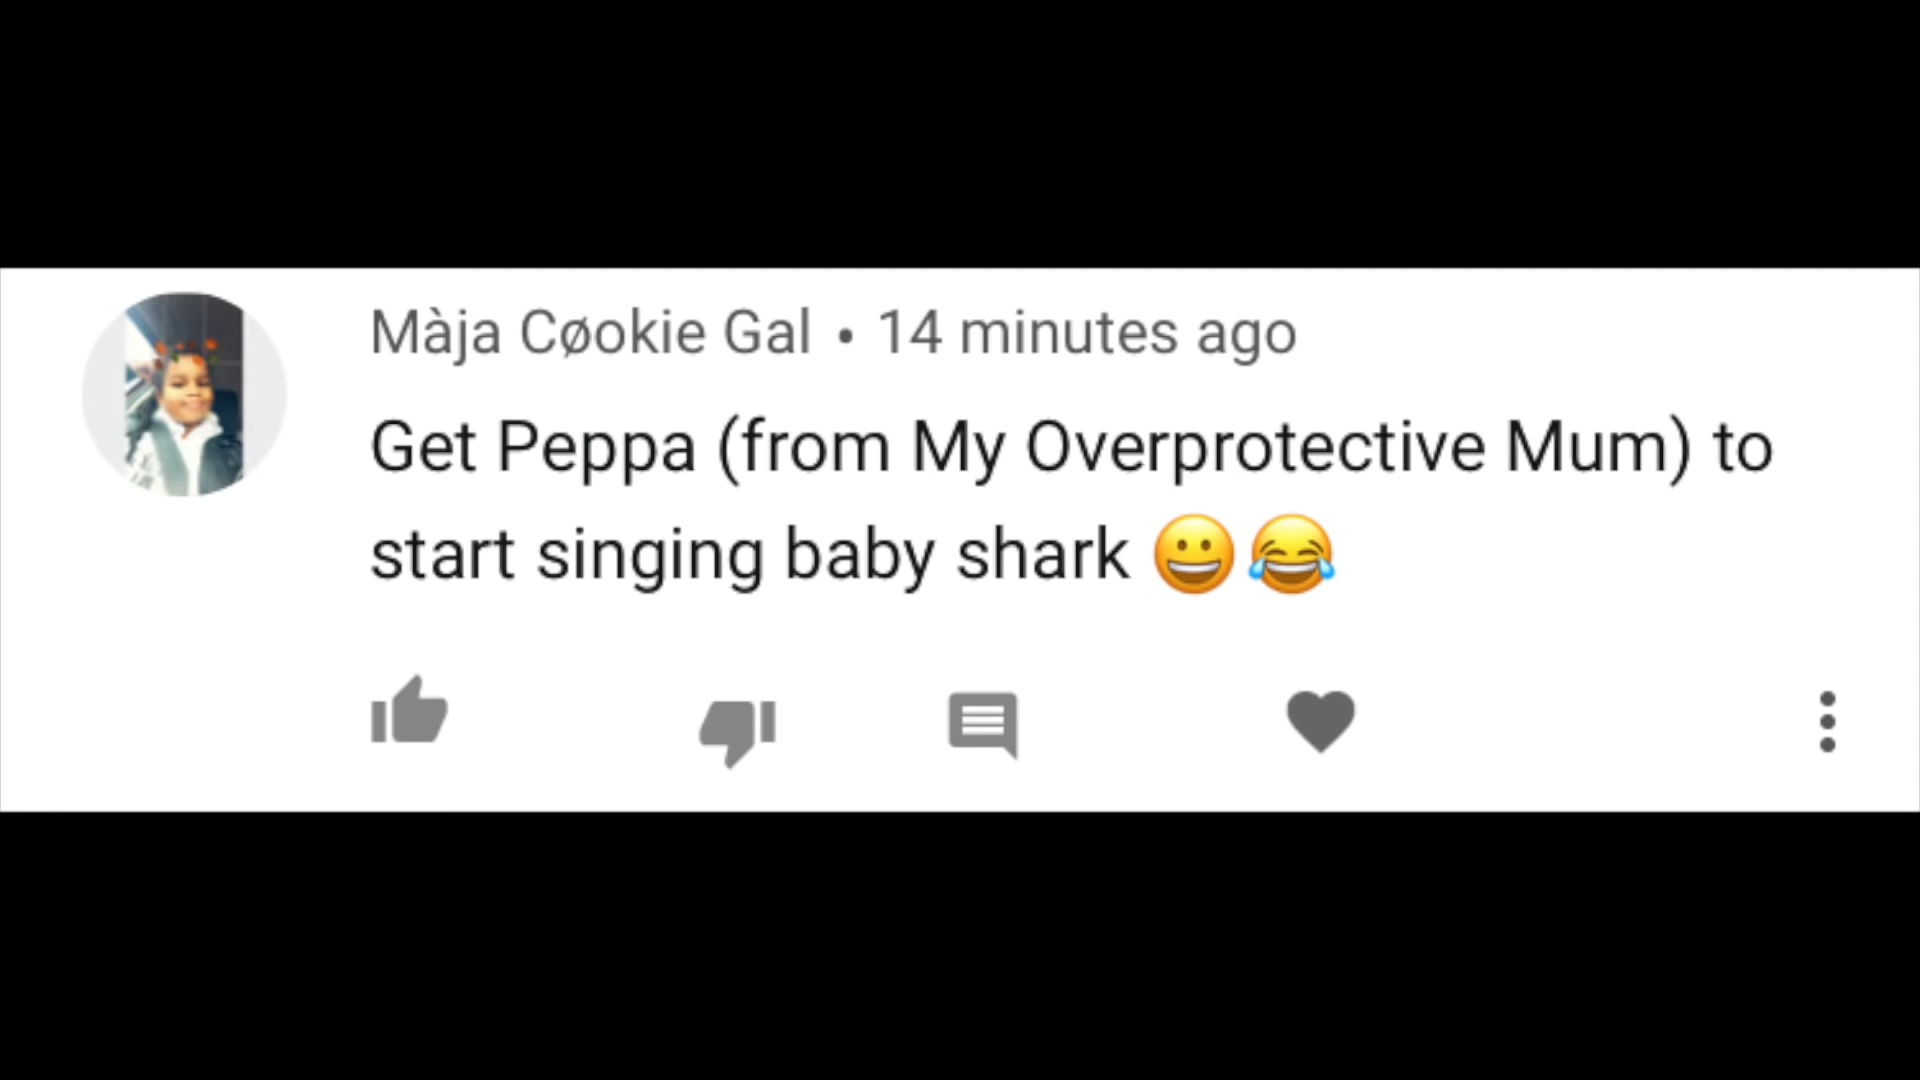 Màja Cøokie Gal • 14 minutes ago
Get Peppa (from My Overprotective Mum) to
start singing baby shark 😀😂